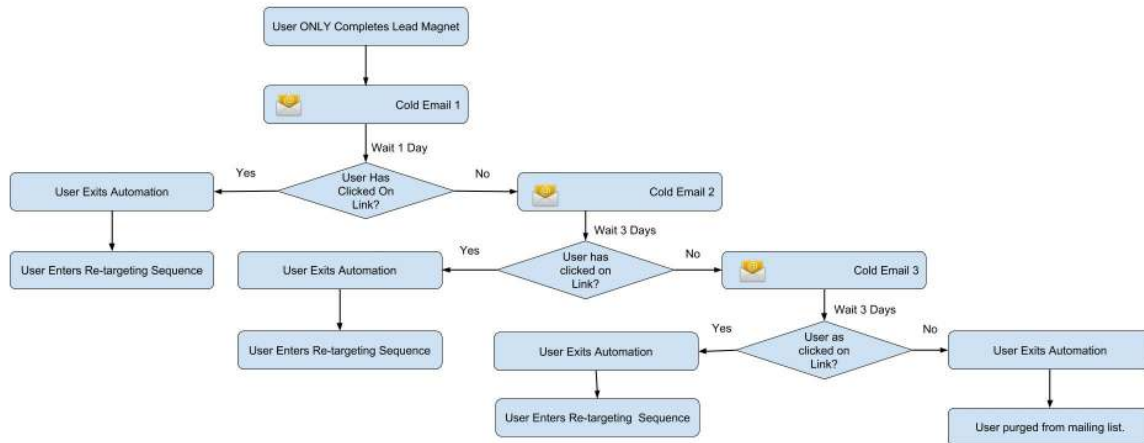 User ONLY Completes Lead Magnet
Cold Email 1
Wait 1 Day
Yes
User Has
Clicked On
Link?
No
User Exits Automation
Cold Email 2
Wait 3 Days
User Enters Re-targeting Sequence
Yes
User has
clicked on
Link?
No
User Exits Automation
Cold Email 3
Wait 3 Days
User Enters Re-targeting Sequence
Yes
User as
clicked on
Link?
No
User Exits Automation
User Exits Automation
User Enters Re-targeting Sequence
User purged from mailing list.